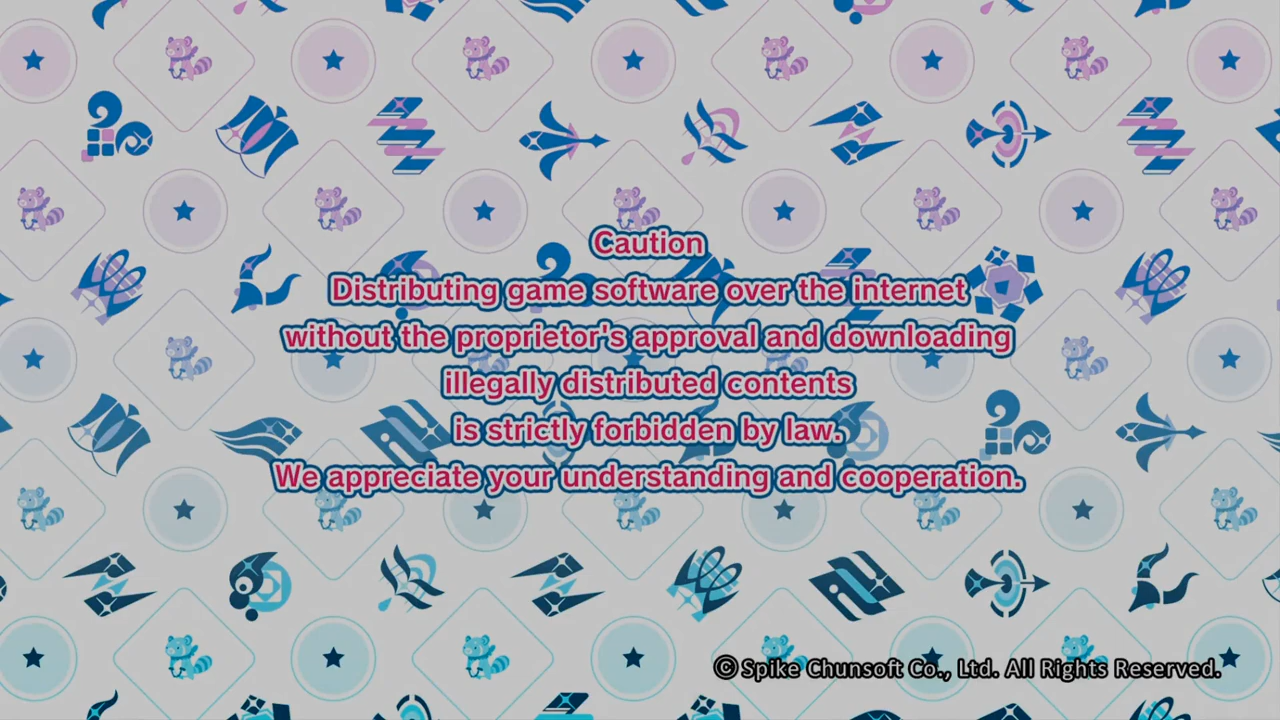 Caution
Distributing game software over the internet
without the proprietor's approval and downloading
illegally distributed contents
is strictly forbidden by law.
We appreciate your understanding and cooperation.
© Spike Chunsoft Co., Ltd. All Rights Reserved.